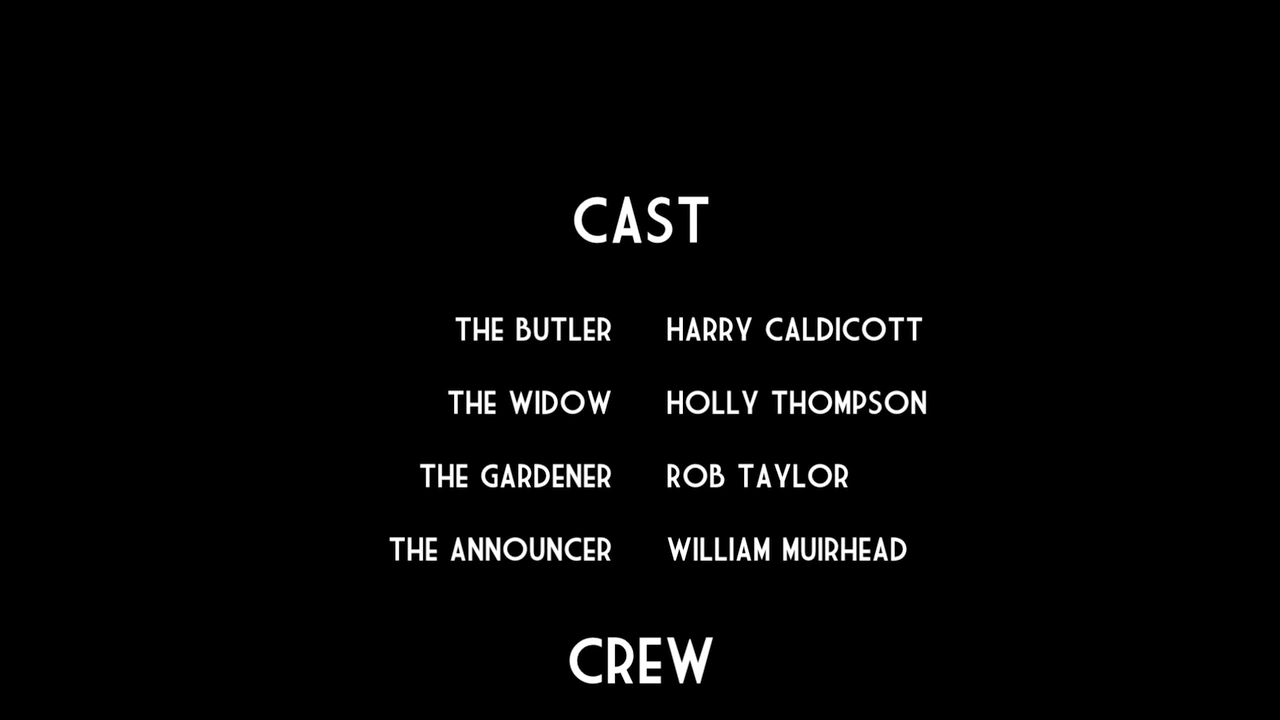 CAST
THE BUTLER HARRY CALDICOTT
THE WIDOW HOLLY THOMPSON
THE GARDENER ROB TAYLOR
THE ANNOUNCER WILLIAM MUIRHEAD
CREW